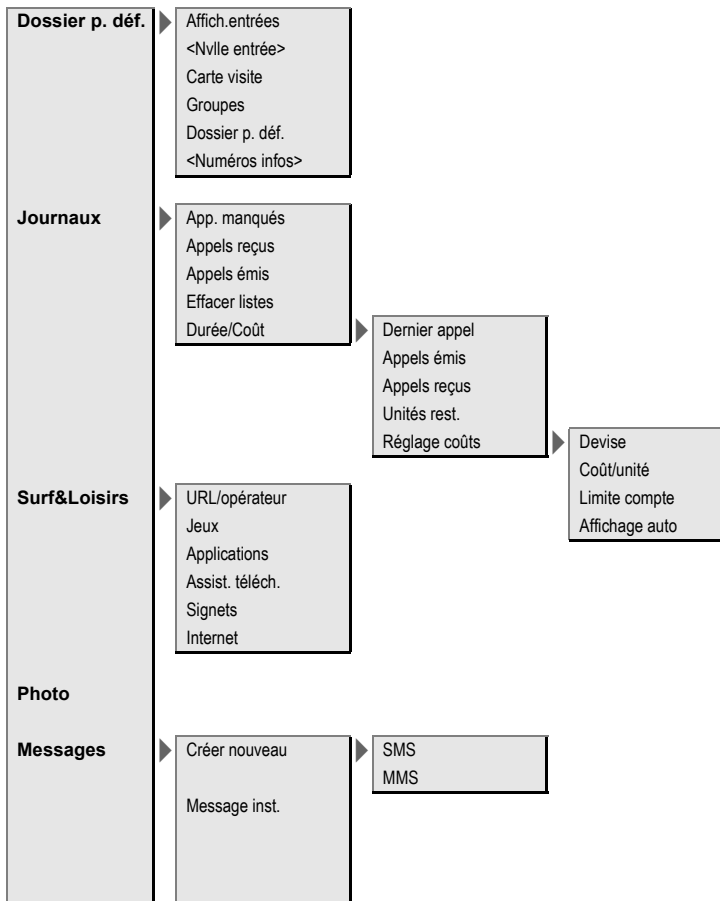 Dossier p. déf.
Affich.entrées
<Nvlle entrée>
Carte visite
Groupes
Dossier p. déf.
<Numéros infos>
Journaux
App. manqués
Appels reçus
Appels émis
Effacer listes
Durée/Coût
Dernier appel
Appels émis
Appels reçus
Unités rest.
Réglage coûts
Devise
Coût/unité
Limite compte
Affichage auto
Surf&Loisirs
URL/opérateur
Jeux
Applications
Assist. téléch.
Signets
Internet
Photo
Messages
Créer nouveau
SMS
MMS
Message inst.